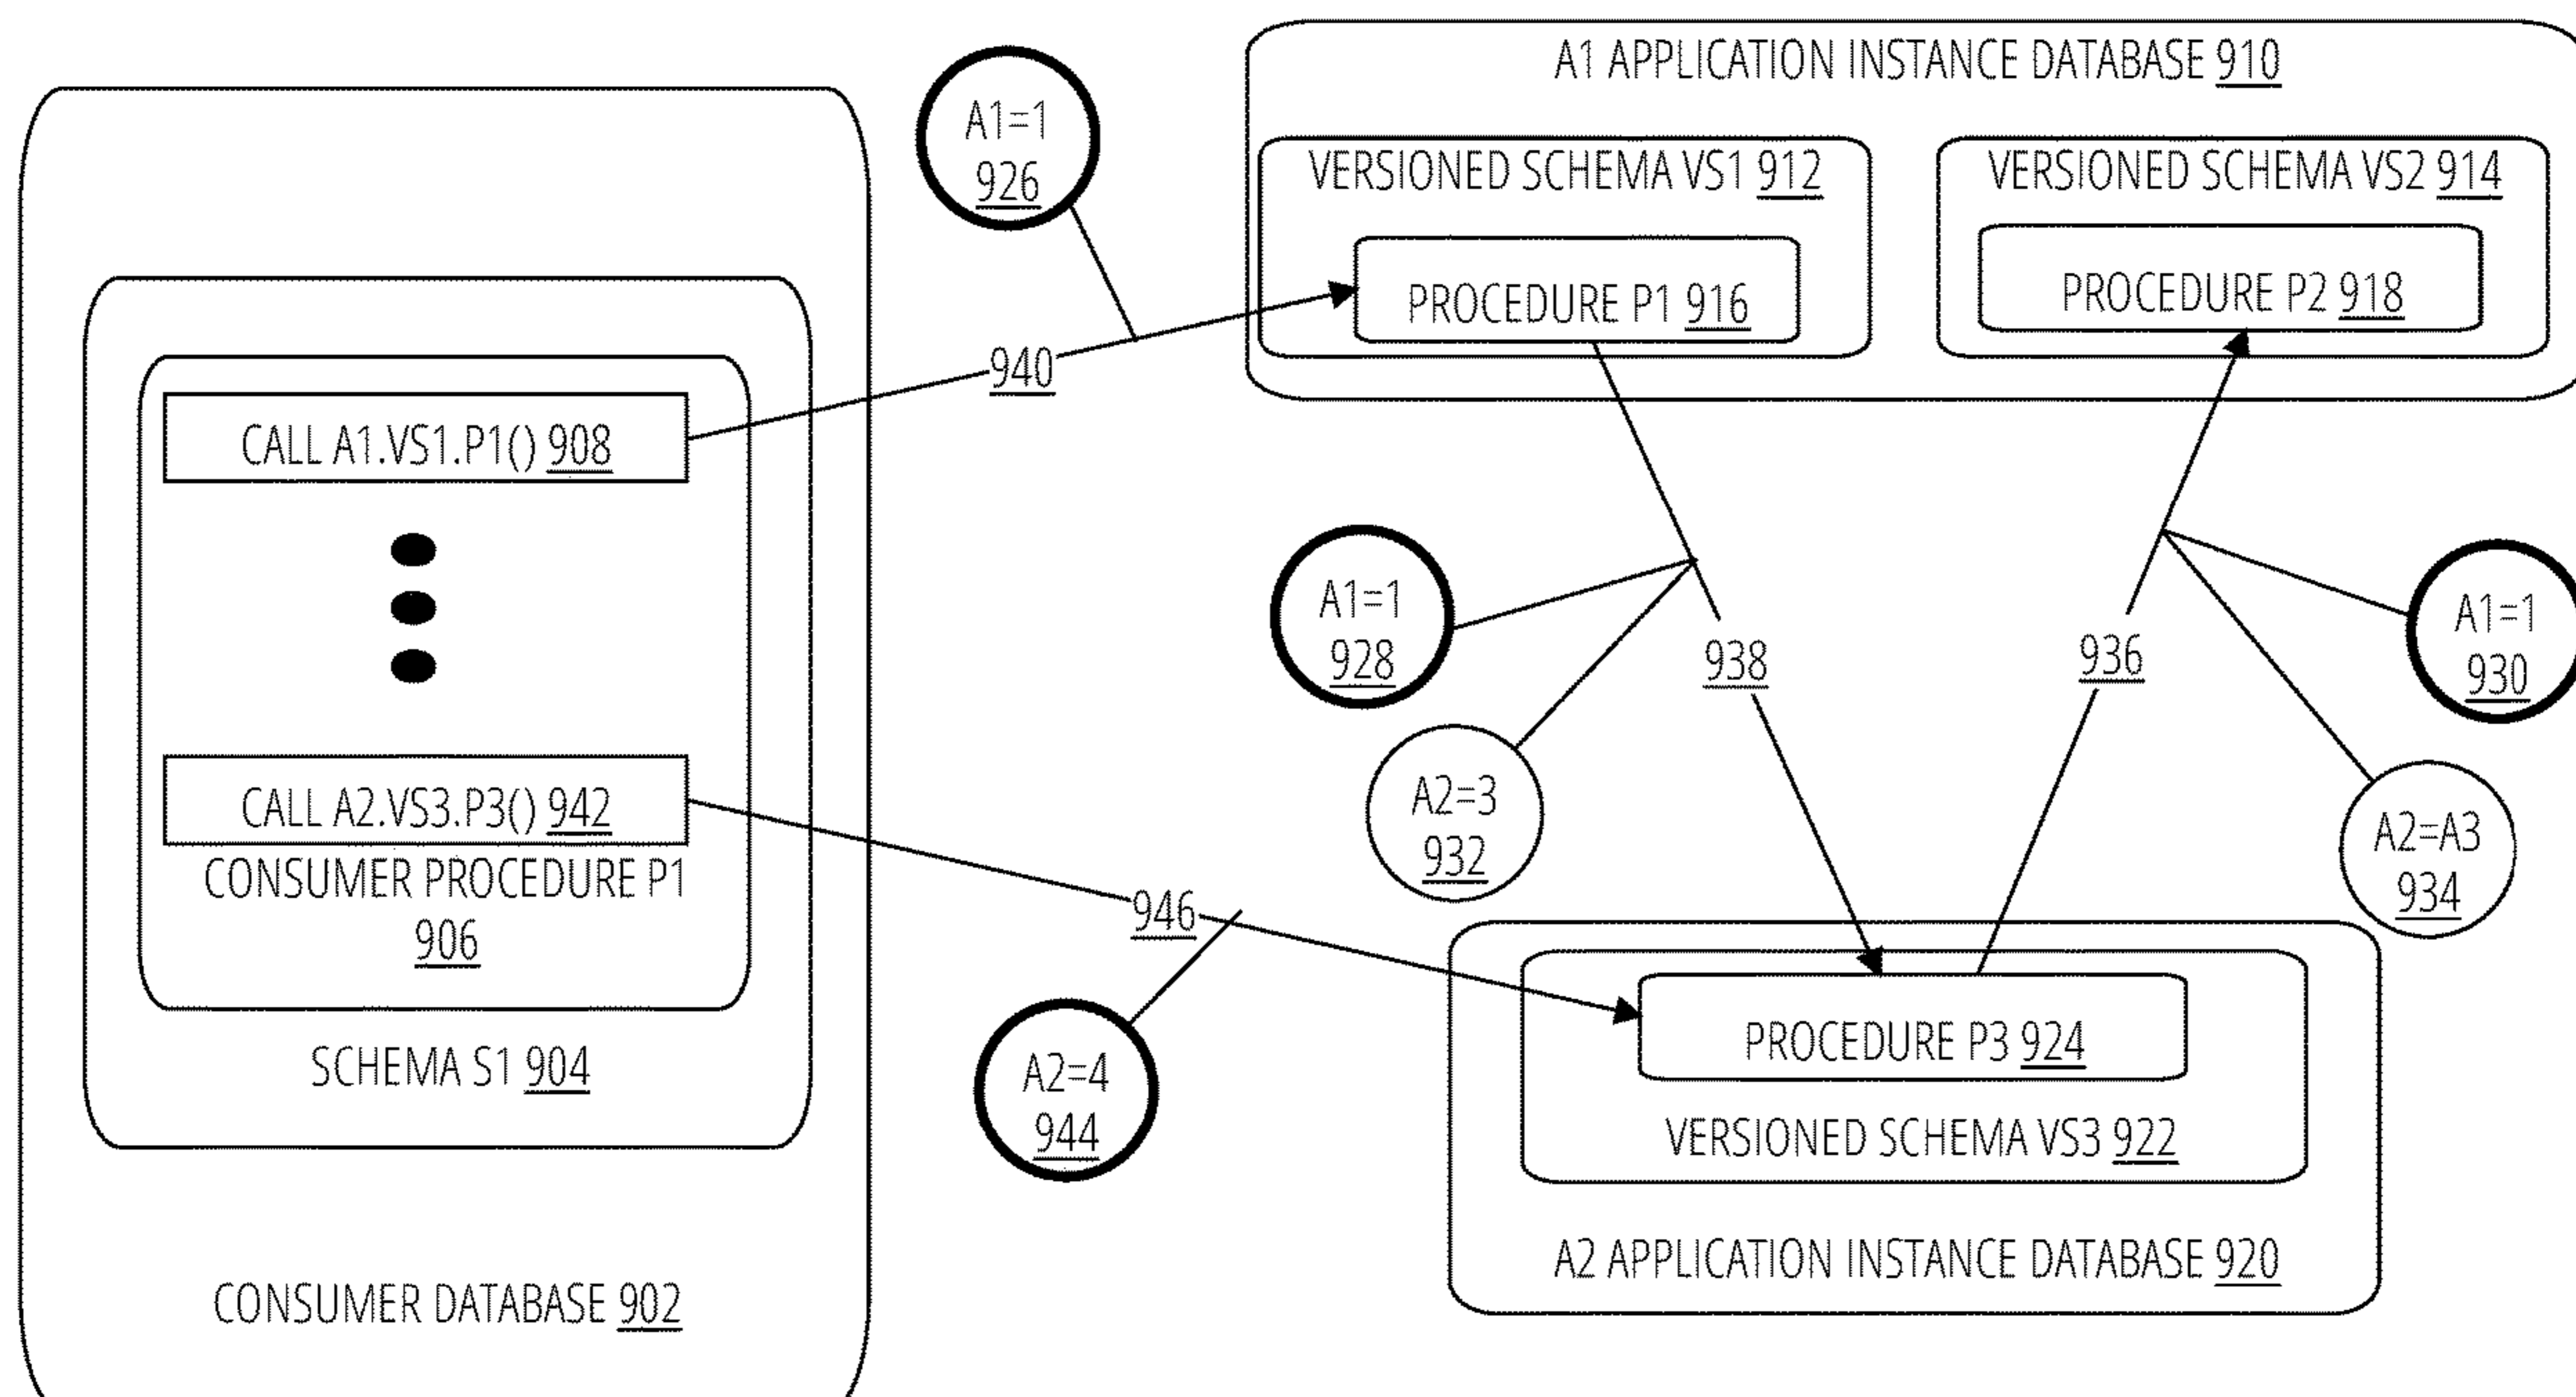 A1 APPLICATION INSTANCE DATABASE 910
A1=1
926
VERSIONED SCHEMA VS1 912
VERSIONED SCHEMA VS2 914
PROCEDURE P1 916
PROCEDURE P2 918
940
CALL A1.VS1.P1() 908
A1=1
928
938
936
A1=1
930
A2=3
932
A2=A3
934
CALL A2.VS3.P3() 942
CONSUMER PROCEDURE P1
906
946
SCHEMA S1 904
A2=4
944
PROCEDURE P3 924
VERSIONED SCHEMA VS3 922
A2 APPLICATION INSTANCE DATABASE 920
CONSUMER DATABASE 902